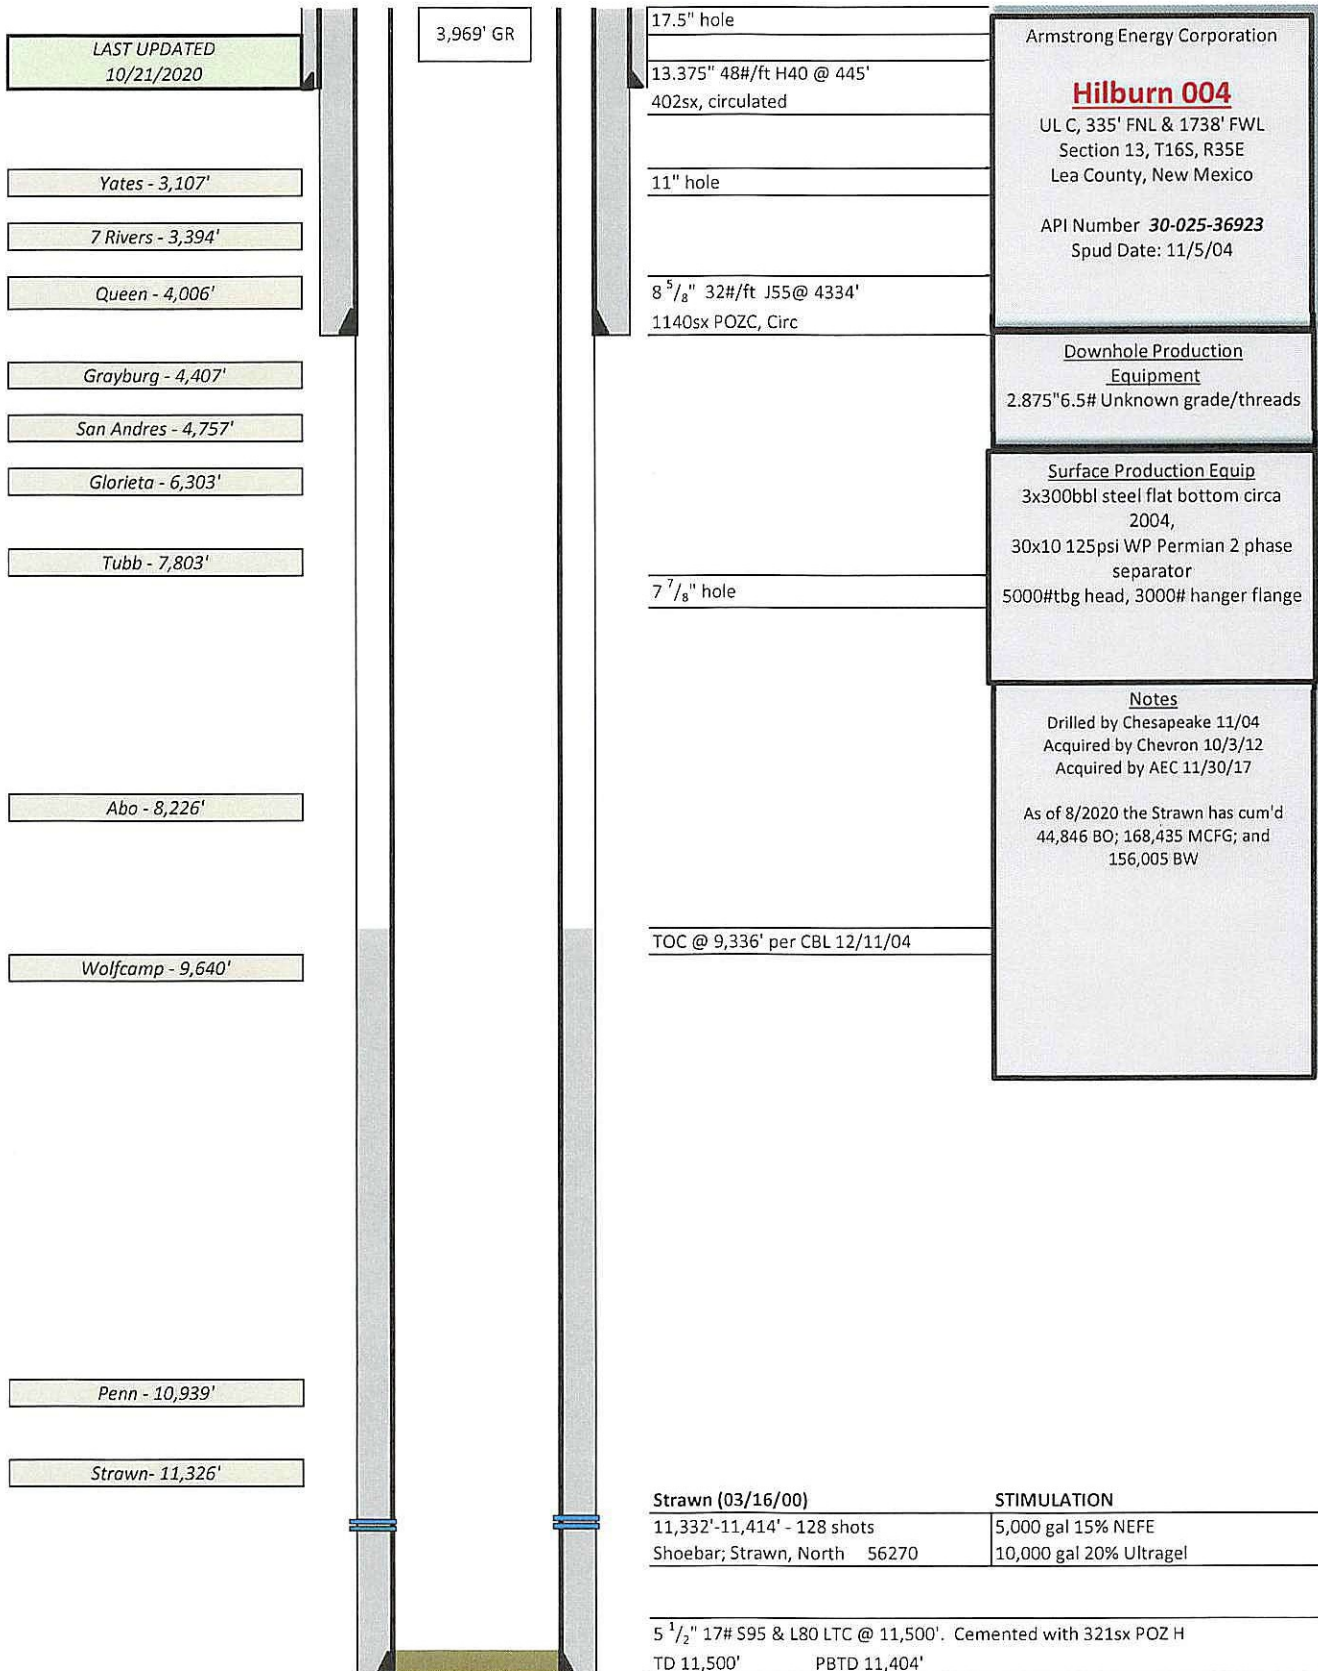 3,969' GR
LAST UPDATED
10/21/2020
Yates - 3,107'
7 Rivers - 3,394'
Queen - 4,006'
Grayburg - 4,407'
San Andres - 4,757'
Glorieta - 6,303'
Tubb - 7,803'
Abo - 8,226'
Wolfcamp - 9,640'
Penn - 10,939'
Strawn- 11,326'
17.5" hole
13.375" 48#/ft H40 @ 445'
402sx, circulated
11" hole
8 5/8" 32#/ft J55@ 4334'
1140sx POZC, Circ
7 7/8" hole
TOC @ 9,336' per CBL 12/11/04
Armstrong Energy Corporation
Hilburn 004
UL C, 335' FNL & 1738' FWL
Section 13, T16S, R35E
Lea County, New Mexico
API Number 30-025-36923
Spud Date: 11/5/04
Downhole Production
Equipment
2.875"6.5# Unknown grade/threads
Surface Production Equip
3x300bbl steel flat bottom circa
2004,
30x10 125psi WP Permian 2 phase
separator
5000#tbg head, 3000# hanger flange
Notes
Drilled by Chesapeake 11/04
Acquired by Chevron 10/3/12
Acquired by AEC 11/30/17
As of 8/2020 the Strawn has cum'd
44,846 BO; 168,435 MCFG; and
156,005 BW
Strawn (03/16/00) STIMULATION
11,332'-11,414' - 128 shots 5,000 gal 15% NEFE
Shoebar; Strawn, North 56270 10,000 gal 20% Ultragel
5 1/2" 17# S95 & L80 LTC @ 11,500'. Cemented with 321sx POZ H
TD 11,500' PBTD 11,404'